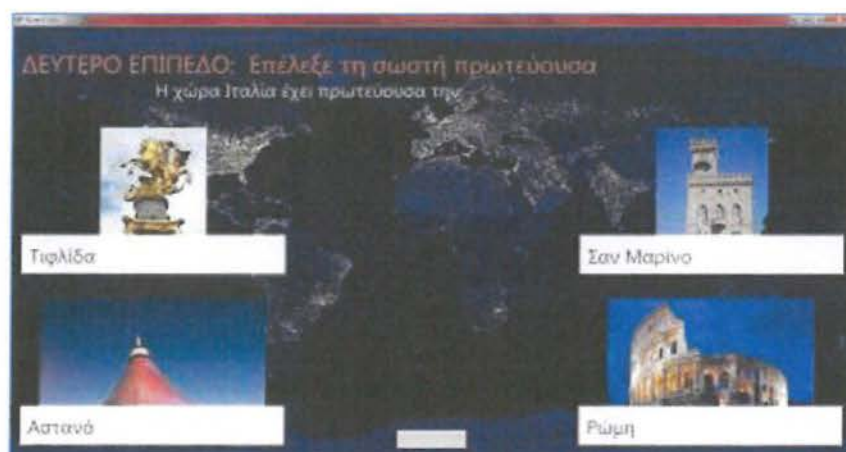 ΔΕΥΤΕΡΟ ΕΠΙΠΕΔΟ: Επέλεξε τη σωστή πρωτεύουσα
Η χώρα Ιταλία έχει πρωτεύουσα την:
Τιφλίδα
Σαν Μαρίνο
Αστανά
Ρώμη